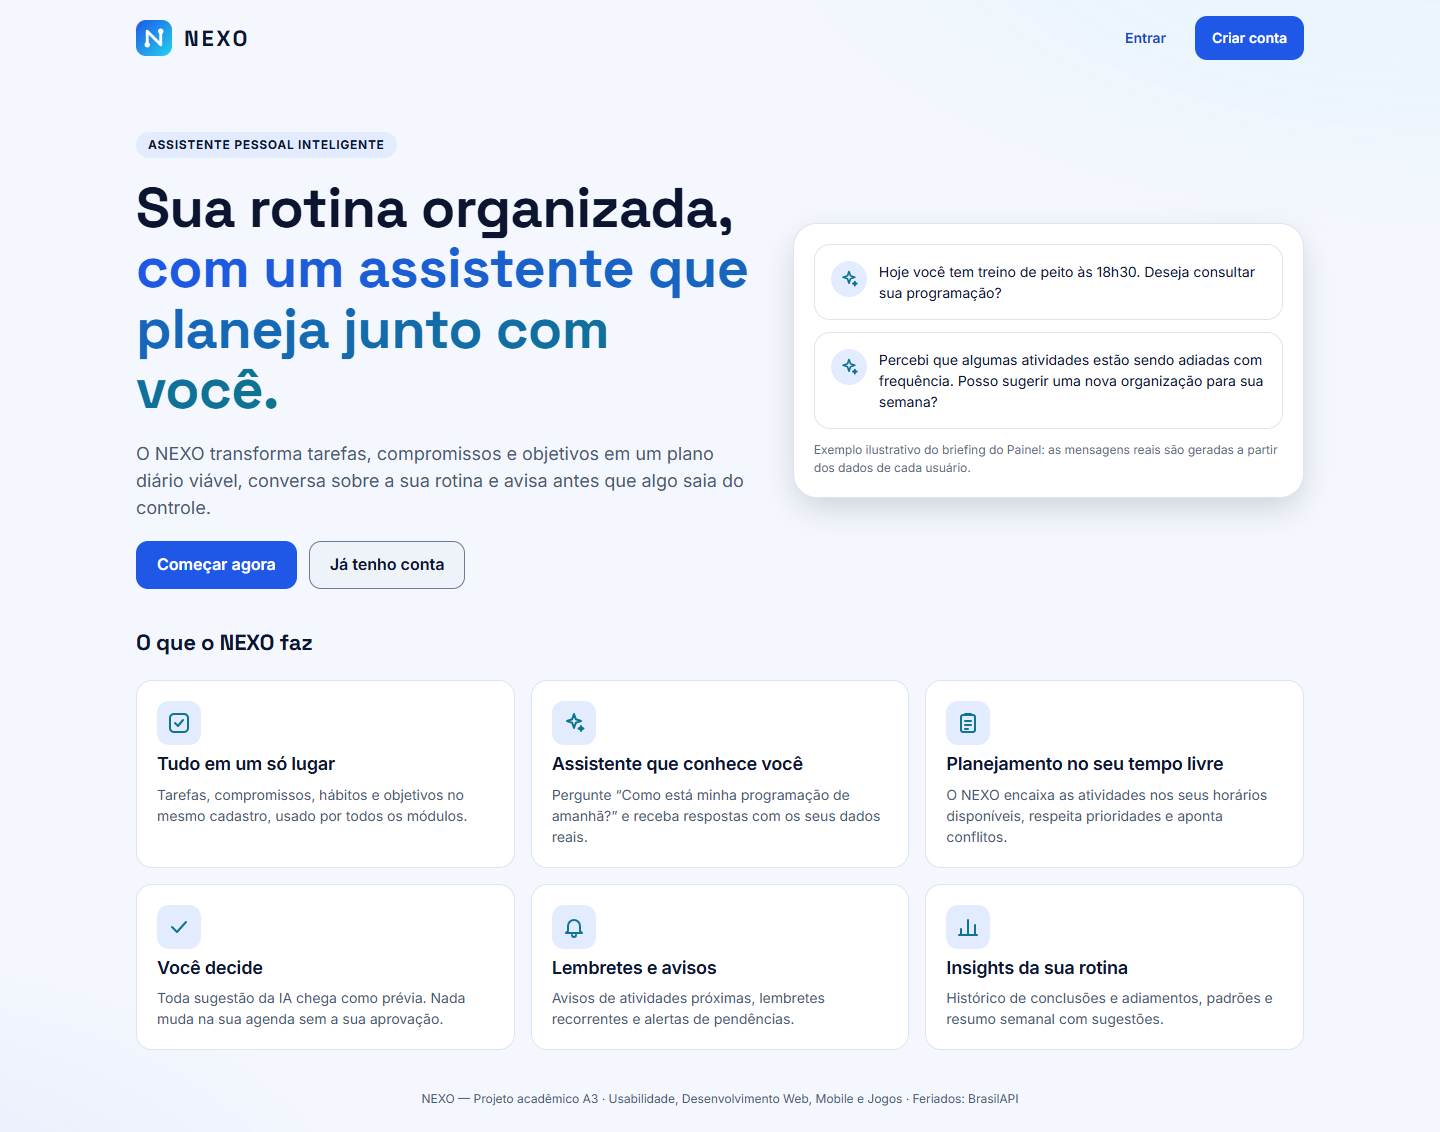 NEXO
Entrar
Criar conta
ASSISTENTE PESSOAL INTELIGENTE
Sua rotina organizada,
com um assistente que
planeja junto com
você.
O NEXO transforma tarefas, compromissos e objetivos em um plano
diário viável, conversa sobre a sua rotina e avisa antes que algo saia do
controle.
Começar agora
Já tenho conta
Hoje você tem treino de peito às 18h30. Deseja consultar
sua programação?
Percebi que algumas atividades estão sendo adiadas com
frequência. Posso sugerir uma nova organização para sua
semana?
Exemplo ilustrativo do briefing do Painel: as mensagens reais são geradas a partir
dos dados de cada usuário.
O que o NEXO faz
Tudo em um só lugar
Tarefas, compromissos, hábitos e objetivos no
mesmo cadastro, usado por todos os módulos.
Assistente que conhece você
Pergunte “Como está minha programação de
amanhã?” e receba respostas com os seus dados
reais.
Planejamento no seu tempo livre
O NEXO encaixa as atividades nos seus horários
disponíveis, respeita prioridades e aponta
conflitos.
Você decide
Toda sugestão da IA chega como prévia. Nada
muda na sua agenda sem a sua aprovação.
Lembretes e avisos
Avisos de atividades próximas, lembretes
recorrentes e alertas de pendências.
Insights da sua rotina
Histórico de conclusões e adiamentos, padrões e
resumo semanal com sugestões.
NEXO — Projeto acadêmico A3 · Usabilidade, Desenvolvimento Web, Mobile e Jogos · Feriados: BrasilAPI